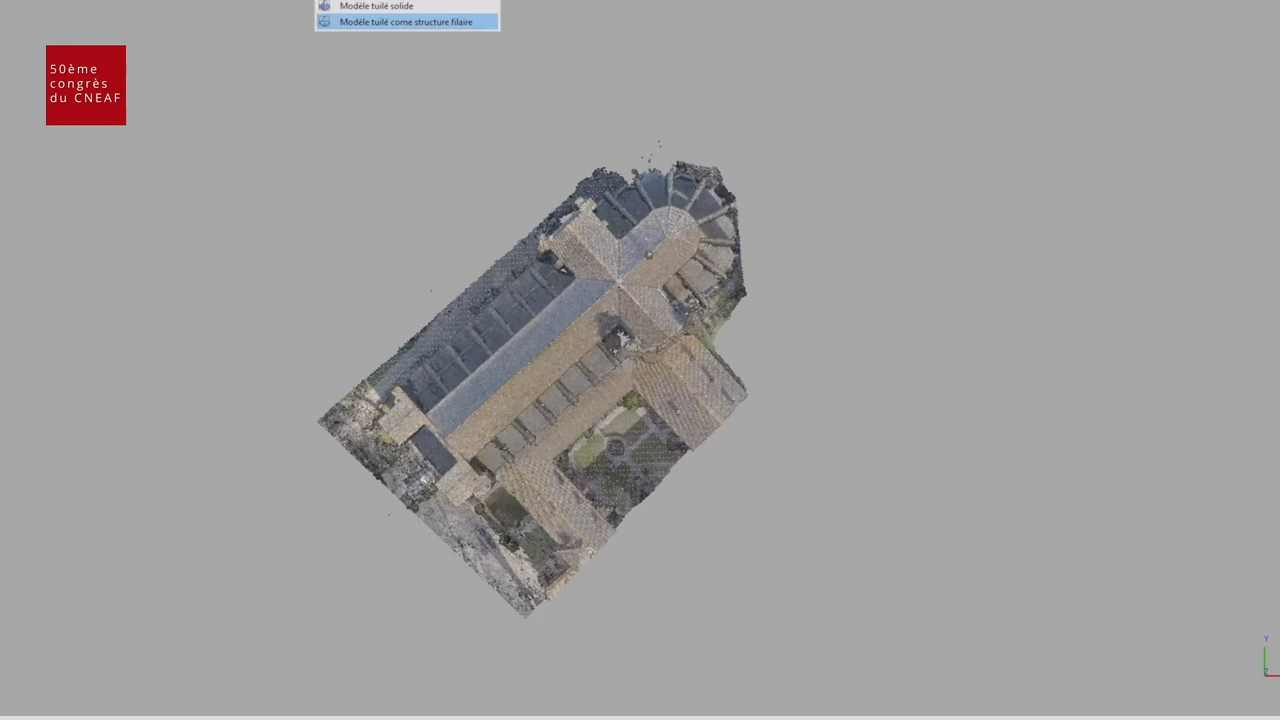 Modèle tuilé solide
Modèle tuilé come structure filaire
50ème
congrès
du CNEAF
Y
Z